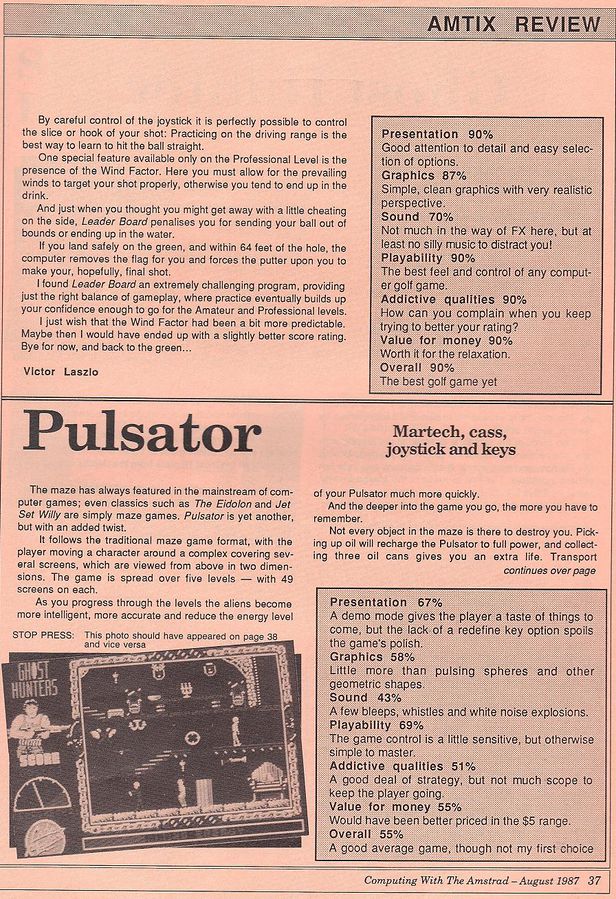 AMTIX REVIEW
By careful control of the joystick it is perfectly possible to control
the slice or hook of your shot: Practicing on the driving range is the
best way to learn to hit the ball straight.
One special feature available only on the Professional Level is the
presence of the Wind Factor. Here you must allow for the prevailing
winds to target your shot properly, otherwise you tend to end up in the
drink.
And just when you thought you might get away with a little cheating
on the side, Leader Board penalises you for sending your ball out of
bounds or ending up in the water.
If you land safely on the green, and within 64 feet of the hole, the
computer removes the flag for you and forces the putter upon you to
make your, hopefully, final shot.
I found Leader Board an extremely challenging program, providing
just the right balance of gameplay, where practice eventually builds up
your confidence enough to go for the Amateur and Professional levels.
I just wish that the Wind Factor had been a bit more predictable.
Maybe then I would have ended up with a slightly better score rating.
Bye for now, and back to the green...
Victor Laszlo
Presentation 90%
Good attention to detail and easy selec-
tion of options.
Graphics 87%
Simple, clean graphics with very realistic
perspective.
Sound 70%
Not much in the way of FX here, but at
least no silly music to distract you!
Playability 90%
The best feel and control of any comput-
er golf game.
Addictive qualities 90%
How can you complain when you keep
trying to better your rating?
Value for money 90%
Worth it for the relaxation.
Overall 90%
The best golf game yet
Pulsator
Martech, cass,
joystick and keys
The maze has always featured in the mainstream of com-
puter games; even classics such as The Eidolon and Jet
Set Willy are simply maze games. Pulsator is yet another,
but with an added twist.
It follows the traditional maze game format, with the
player moving a character around a complex covering sev-
eral screens, which are viewed from above in two dimen-
sions. The game is spread over five levels — with 49
screens on each.
As you progress through the levels the aliens become
more intelligent, more accurate and reduce the energy level
of your Pulsator much more quickly.
And the deeper into the game you go, the more you have to
remember.
Not every object in the maze is there to destroy you. Pick-
ing up oil will recharge the Pulsator to full power, and collect-
ing three oil cans gives you an extra life. Transport
continues over page
STOP PRESS: This photo should have appeared on page 38
and vice versa
GHOST
HUNTERS
Presentation 67%
A demo mode gives the player a taste of things to
come, but the lack of a redefine key option spoils
the game's polish.
Graphics 58%
Little more than pulsing spheres and other
geometric shapes.
Sound 43%
A few bleeps, whistles and white noise explosions.
Playability 69%
The game control is a little sensitive, but otherwise
simple to master.
Addictive qualities 51%
A good deal of strategy, but not much scope to
keep the player going.
Value for money 55%
Would have been better priced in the $5 range.
Overall 55%
A good average game, though not my first choice
Computing With The Amstrad – August 1987 37